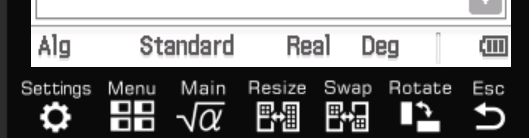 Alg Standard Real Deg
Settings Menu Main Resize Swap Rotate Esc
√α